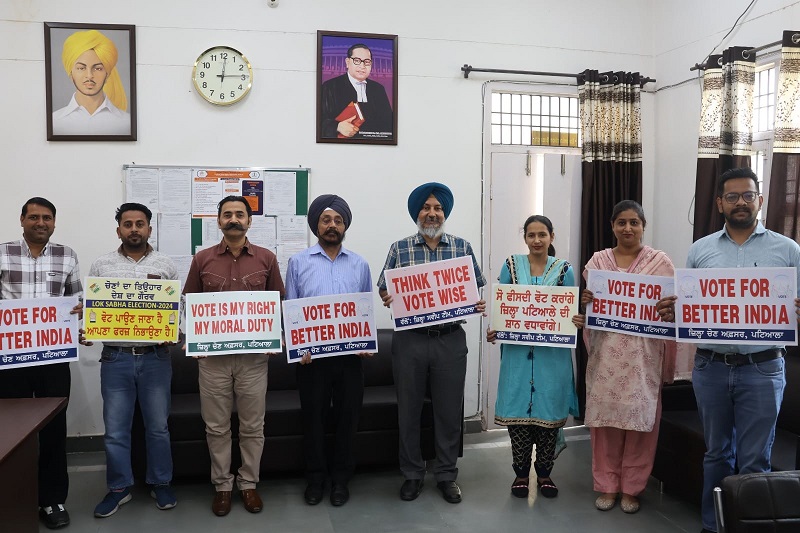 VOTE FOR
BETTER INDIA
ਜ਼ਿਲ੍ਹਾ ਚੋਣ ਅਫ਼ਸਰ, ਪਟਿਆਲਾ
ਚੋਣਾਂ ਦਾ ਤਿਉਹਾਰ
ਦੇਸ਼ ਦਾ ਗੌਰਵ
LOK SABHA ELECTION-2024
ਵੋਟ ਪਾਉਣ ਜਾਣਾ ਹੈ
ਆਪਣਾ ਫਰਜ਼ ਨਿਭਾਉਣਾ ਹੈ।
VOTE IS MY RIGHT
MY MORAL DUTY
ਜ਼ਿਲ੍ਹਾ ਚੋਣ ਅਫ਼ਸਰ, ਪਟਿਆਲਾ
VOTE FOR
BETTER INDIA
ਜ਼ਿਲ੍ਹਾ ਚੋਣ ਅਫ਼ਸਰ, ਪਟਿਆਲਾ
THINK TWICE
VOTE WISE
ਵੱਲੋਂ: ਜ਼ਿਲ੍ਹਾ ਸਵੀਪ ਟੀਮ, ਪਟਿਆਲਾ
ਸੋ ਫੀਸਦੀ ਵੋਟ ਕਰਾਂਗੇ
ਜ਼ਿਲ੍ਹਾ ਪਟਿਆਲੇ ਦੀ
ਸ਼ਾਨ ਵਧਾਵਾਂਗੇ।
ਵੱਲੋਂ: ਜ਼ਿਲ੍ਹਾ ਸਵੀਪ ਟੀਮ, ਪਟਿਆਲਾ
VOTE FOR
BETTER INDIA
ਜ਼ਿਲ੍ਹਾ ਚੋਣ ਅਫ਼ਸਰ, ਪਟਿਆਲਾ
VOTE FOR
BETTER INDIA
ਜ਼ਿਲ੍ਹਾ ਚੋਣ ਅਫ਼ਸਰ, ਪਟਿਆਲਾ